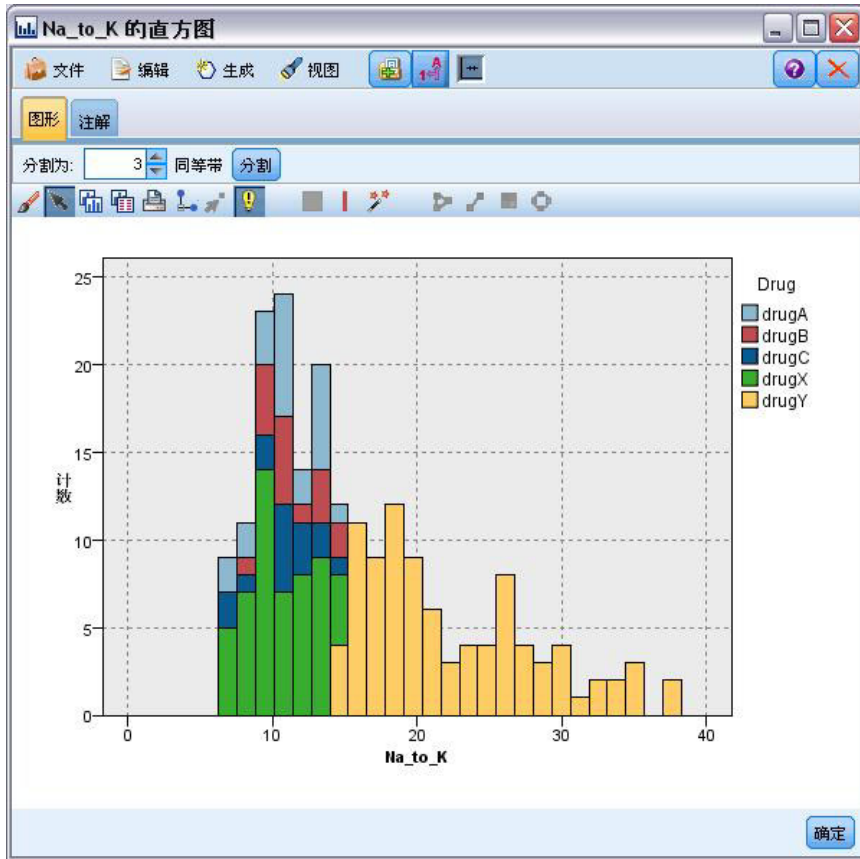 Na_to_K 的直方图
文件 编辑 生成 视图
图形 注解
分割为: 3 同等带 分割
Drug
drugA
drugB
drugC
drugX
drugY
25
20
15
10
5
0
计数
0 10 20 30 40
Na_to_K
确定